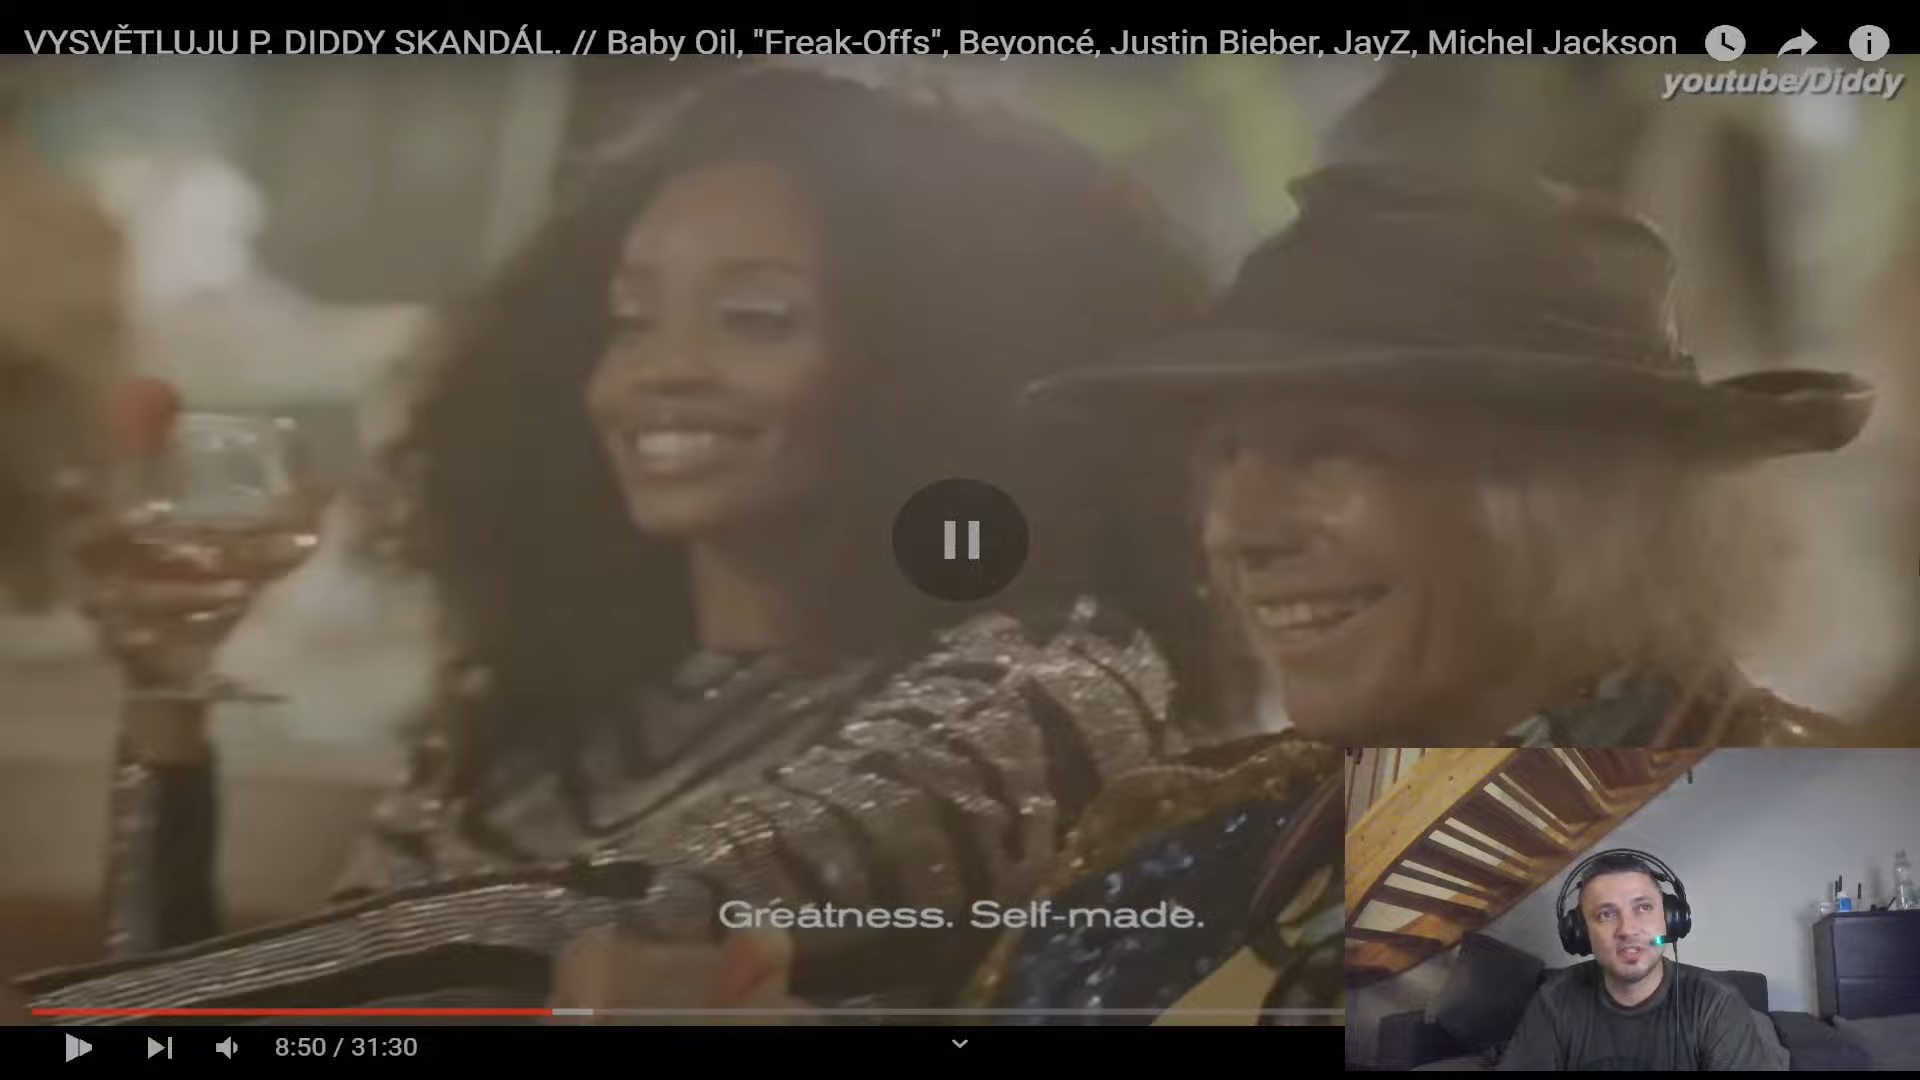 VYSVĚTLUJU P. DIDDY SKANDÁL. // Baby Oil, "Freak-Offs", Beyoncé, Justin Bieber, JayZ, Michel Jackson
youtube/Diddy
Greatness. Self-made.
8:50 / 31:30